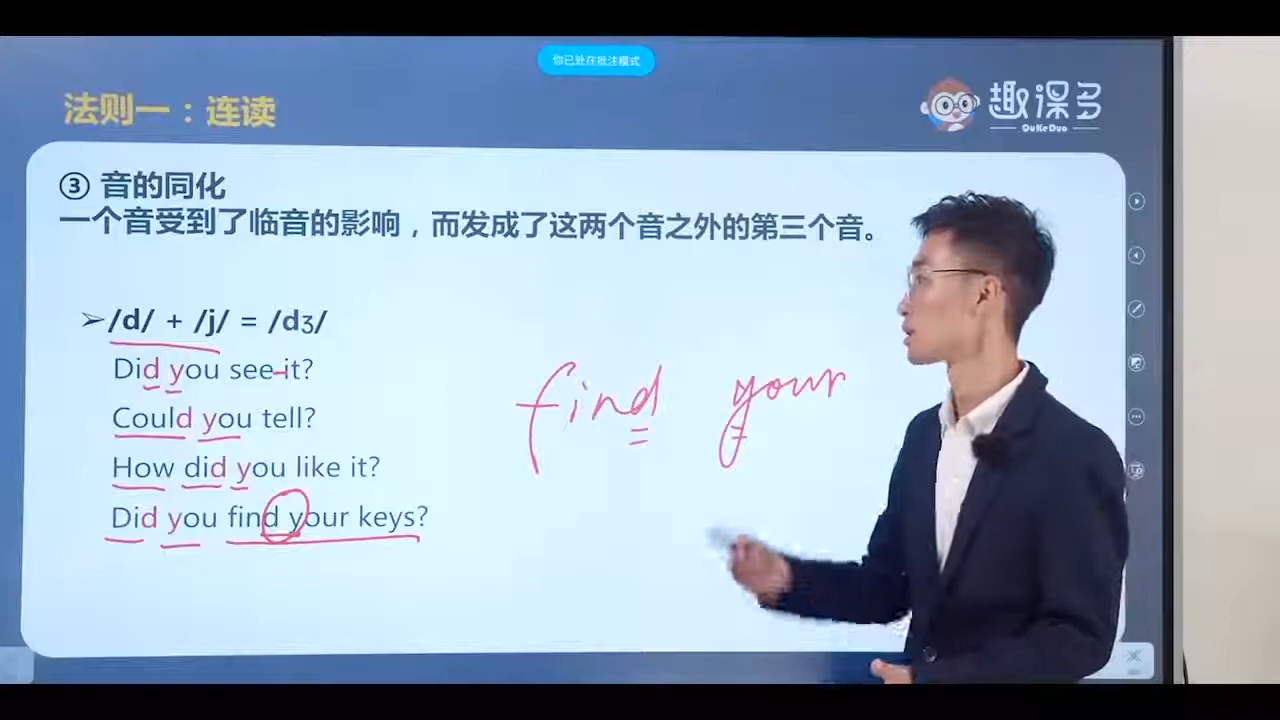 你已处在批注模式
法则一：连读
趣课多
QuKeDuo
③ 音的同化
一个音受到了临音的影响，而发成了这两个音之外的第三个音。
➢/d/ + /j/ = /dʒ/
Did you see it?
Could you tell?
How did you like it?
Did you find your keys?
find your